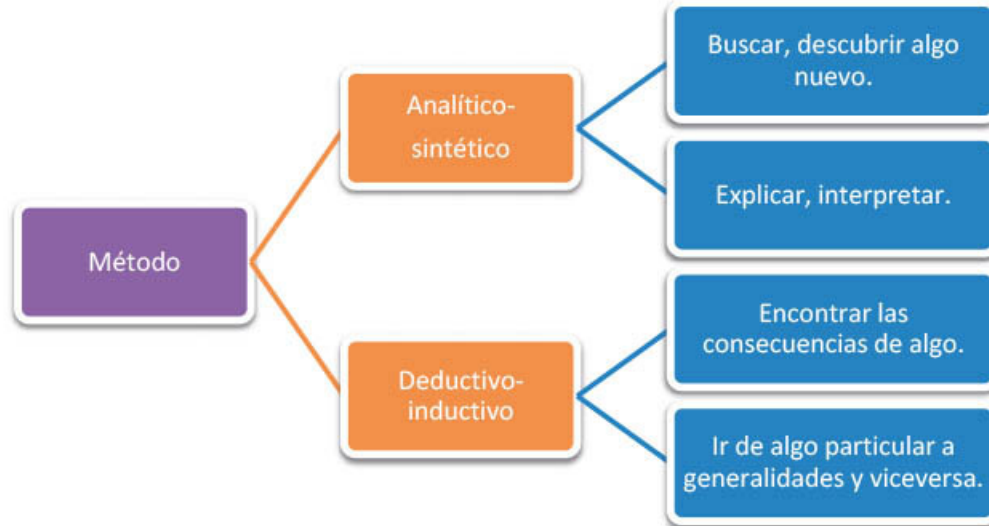 Método
Analítico-
sintético
Buscar, descubrir algo
nuevo.
Explicar, interpretar.
Deductivo-
inductivo
Encontrar las
consecuencias de algo.
Ir de algo particular a
generalidades y viceversa.